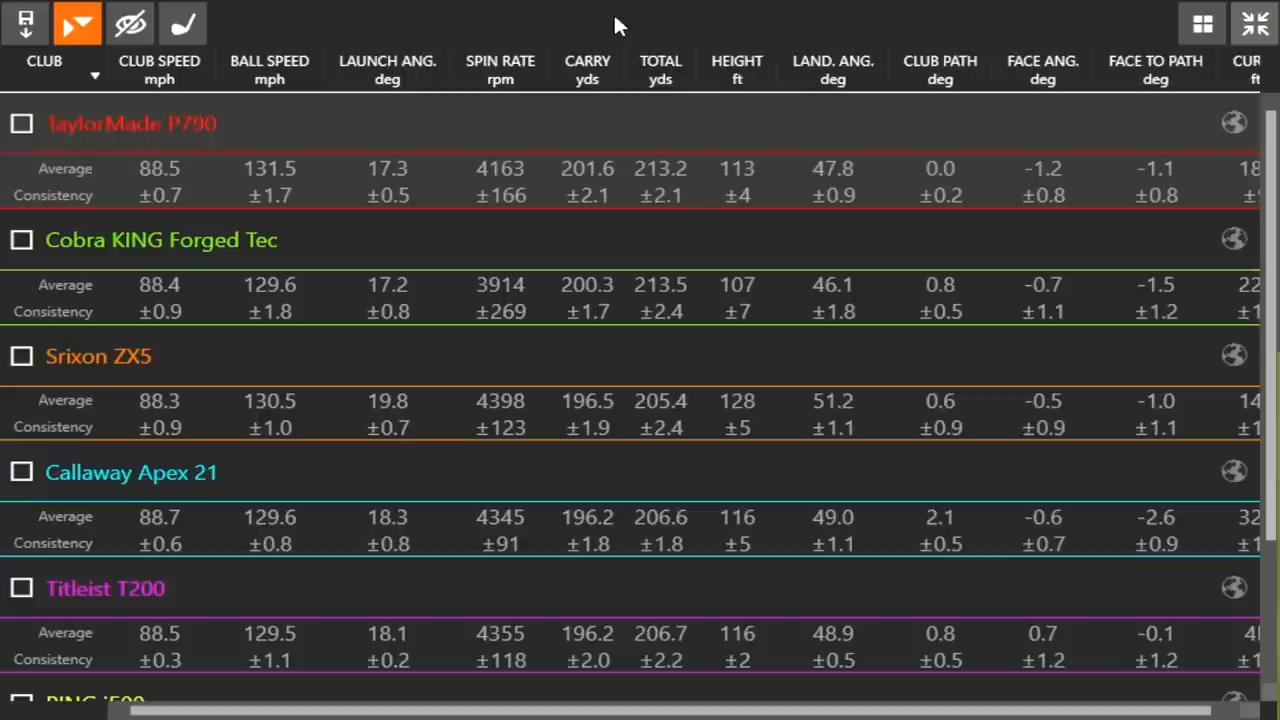 CLUB CLUB SPEED BALL SPEED LAUNCH ANG. SPIN RATE CARRY TOTAL HEIGHT LAND. ANG. CLUB PATH FACE ANG. FACE TO PATH
mph mph deg rpm yds yds ft deg deg deg deg
TaylorMade P790
Average 88.5 131.5 17.3 4163 201.6 213.2 113 47.8 0.0 -1.2 -1.1 18
Consistency ±0.7 ±1.7 ±0.5 ±166 ±2.1 ±2.1 ±4 ±0.9 ±0.2 ±0.8 ±0.8
Cobra KING Forged Tec
Average 88.4 129.6 17.2 3914 200.3 213.5 107 46.1 0.8 -0.7 -1.5 22
Consistency ±0.9 ±1.8 ±0.8 ±269 ±1.7 ±2.4 ±7 ±1.8 ±0.5 ±1.1 ±1.2 ±1
Srixon ZX5
Average 88.3 130.5 19.8 4398 196.5 205.4 128 51.2 0.6 -0.5 -1.0 14
Consistency ±0.9 ±1.0 ±0.7 ±123 ±1.9 ±2.4 ±5 ±1.1 ±0.9 ±0.9 ±1.1 ±1
Callaway Apex 21
Average 88.7 129.6 18.3 4345 196.2 206.6 116 49.0 2.1 -0.6 -2.6 32
Consistency ±0.6 ±0.8 ±0.8 ±91 ±1.8 ±1.8 ±5 ±1.1 ±0.5 ±0.7 ±0.9 ±1
Titleist T200
Average 88.5 129.5 18.1 4355 196.2 206.7 116 48.9 0.8 0.7 -0.1
Consistency ±0.3 ±1.1 ±0.2 ±118 ±2.0 ±2.2 ±2 ±0.5 ±0.5 ±1.2 ±1.2 ±1
PING i500